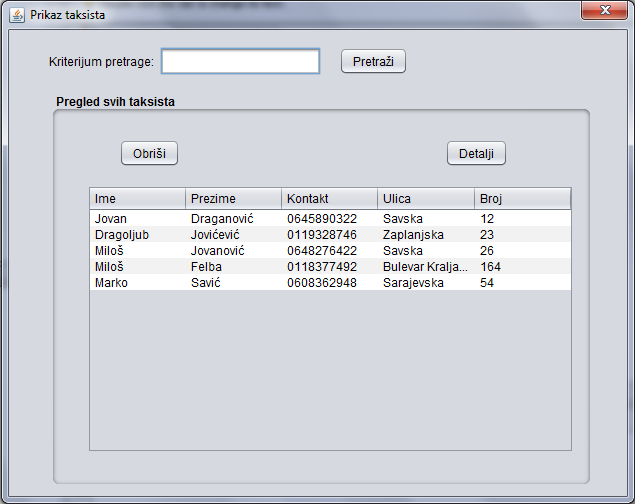 Prikaz taksista
Kriterijum pretrage: Pretraži
Pregled svih taksista
Obriši Detalji
Ime Prezime Kontakt Ulica Broj
Jovan Draganović 0645890322 Savska 12
Dragoljub Jovićević 0119328746 Zaplanjska 23
Miloš Jovanović 0648276422 Savska 26
Miloš Felba 0118377492 Bulevar Kralja... 164
Marko Savić 0608362948 Sarajevska 54